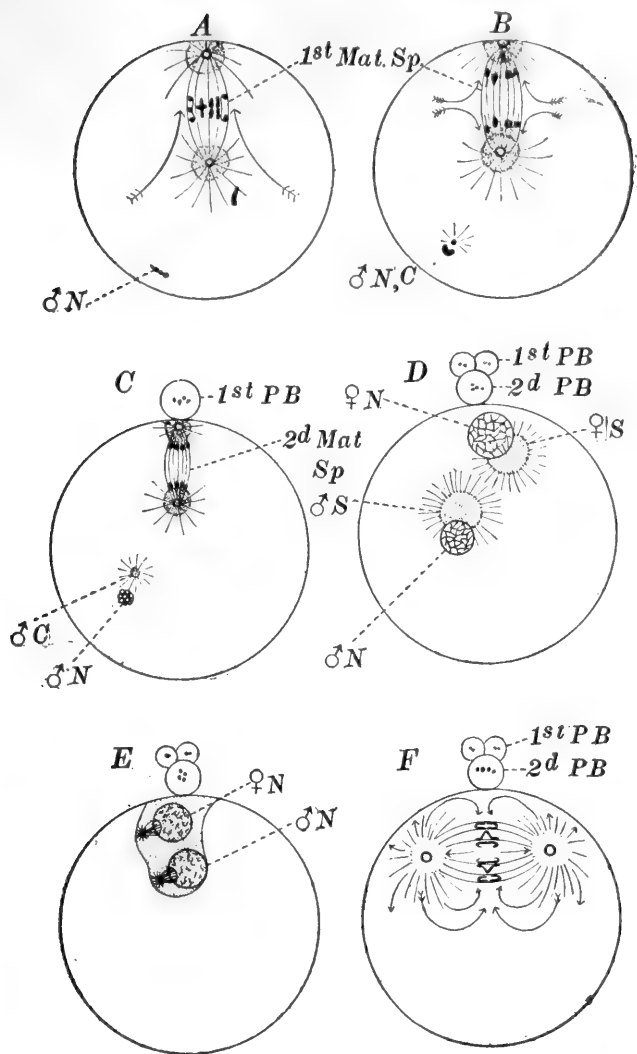 A
B
1st Mat. Sp.
♂N
♂N,C
C
1st PB
2d Mat
Sp
♂C
♂N
D
1st PB
2d PB
♀N
♀S
♂S
♂N
E
♀N
♂N
F
1st PB
2d PB